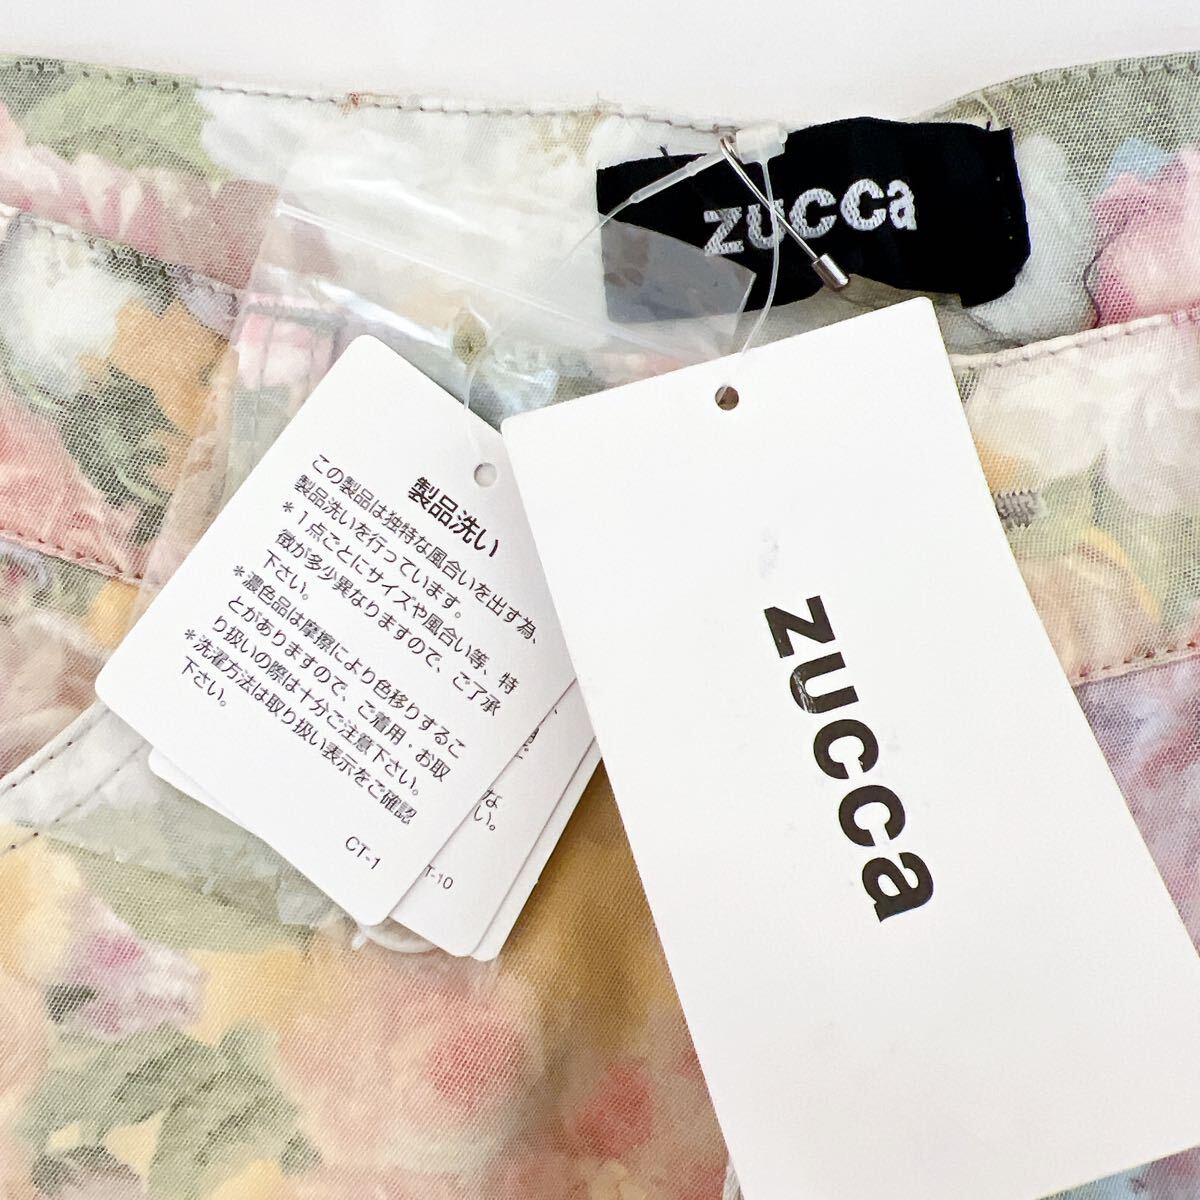 zucca
製品洗い
この製品は独特な風合いを出す為、
製品洗いを行っています。
*１点ごとにサイズや風合い等、特
徴が多少異なりますので、ご了承
下さい。
*濃色品は摩擦により色移りするこ
とがありますので、ご着用・お取
り扱いの際は十分ご注意下さい。
*洗濯方法は取り扱い表示をご確認
下さい。
CT-1
な
い。
T-10
zucca